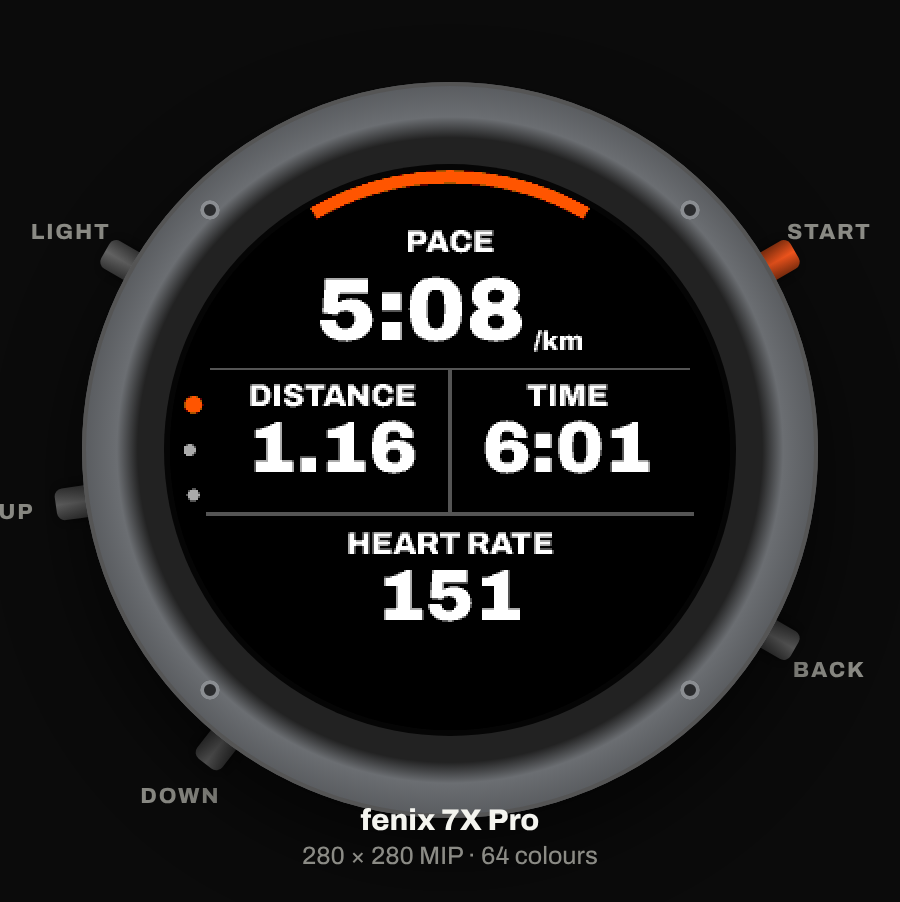 LIGHT
START
PACE
5:08 /km
DISTANCE TIME
1.16 6:01
UP
HEART RATE
151
BACK
DOWN
fenix 7X Pro
280 × 280 MIP · 64 colours